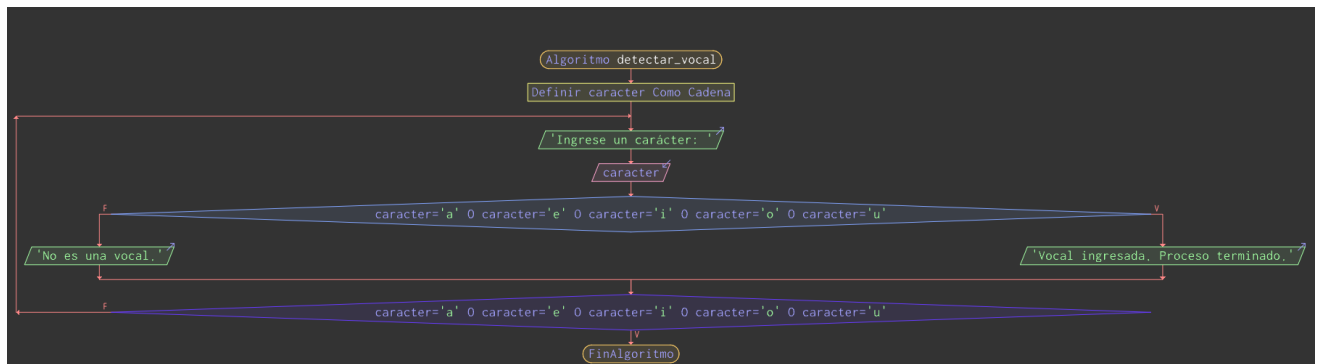 Algoritmo detectar_vocal
Definir caracter Como Cadena
'Ingrese un carácter: '
caracter
F
caracter='a' O caracter='e' O caracter='i' O caracter='o' O caracter='u'
V
'No es una vocal.'
'Vocal ingresada. Proceso terminado.'
F
caracter='a' O caracter='e' O caracter='i' O caracter='o' O caracter='u'
V
FinAlgoritmo